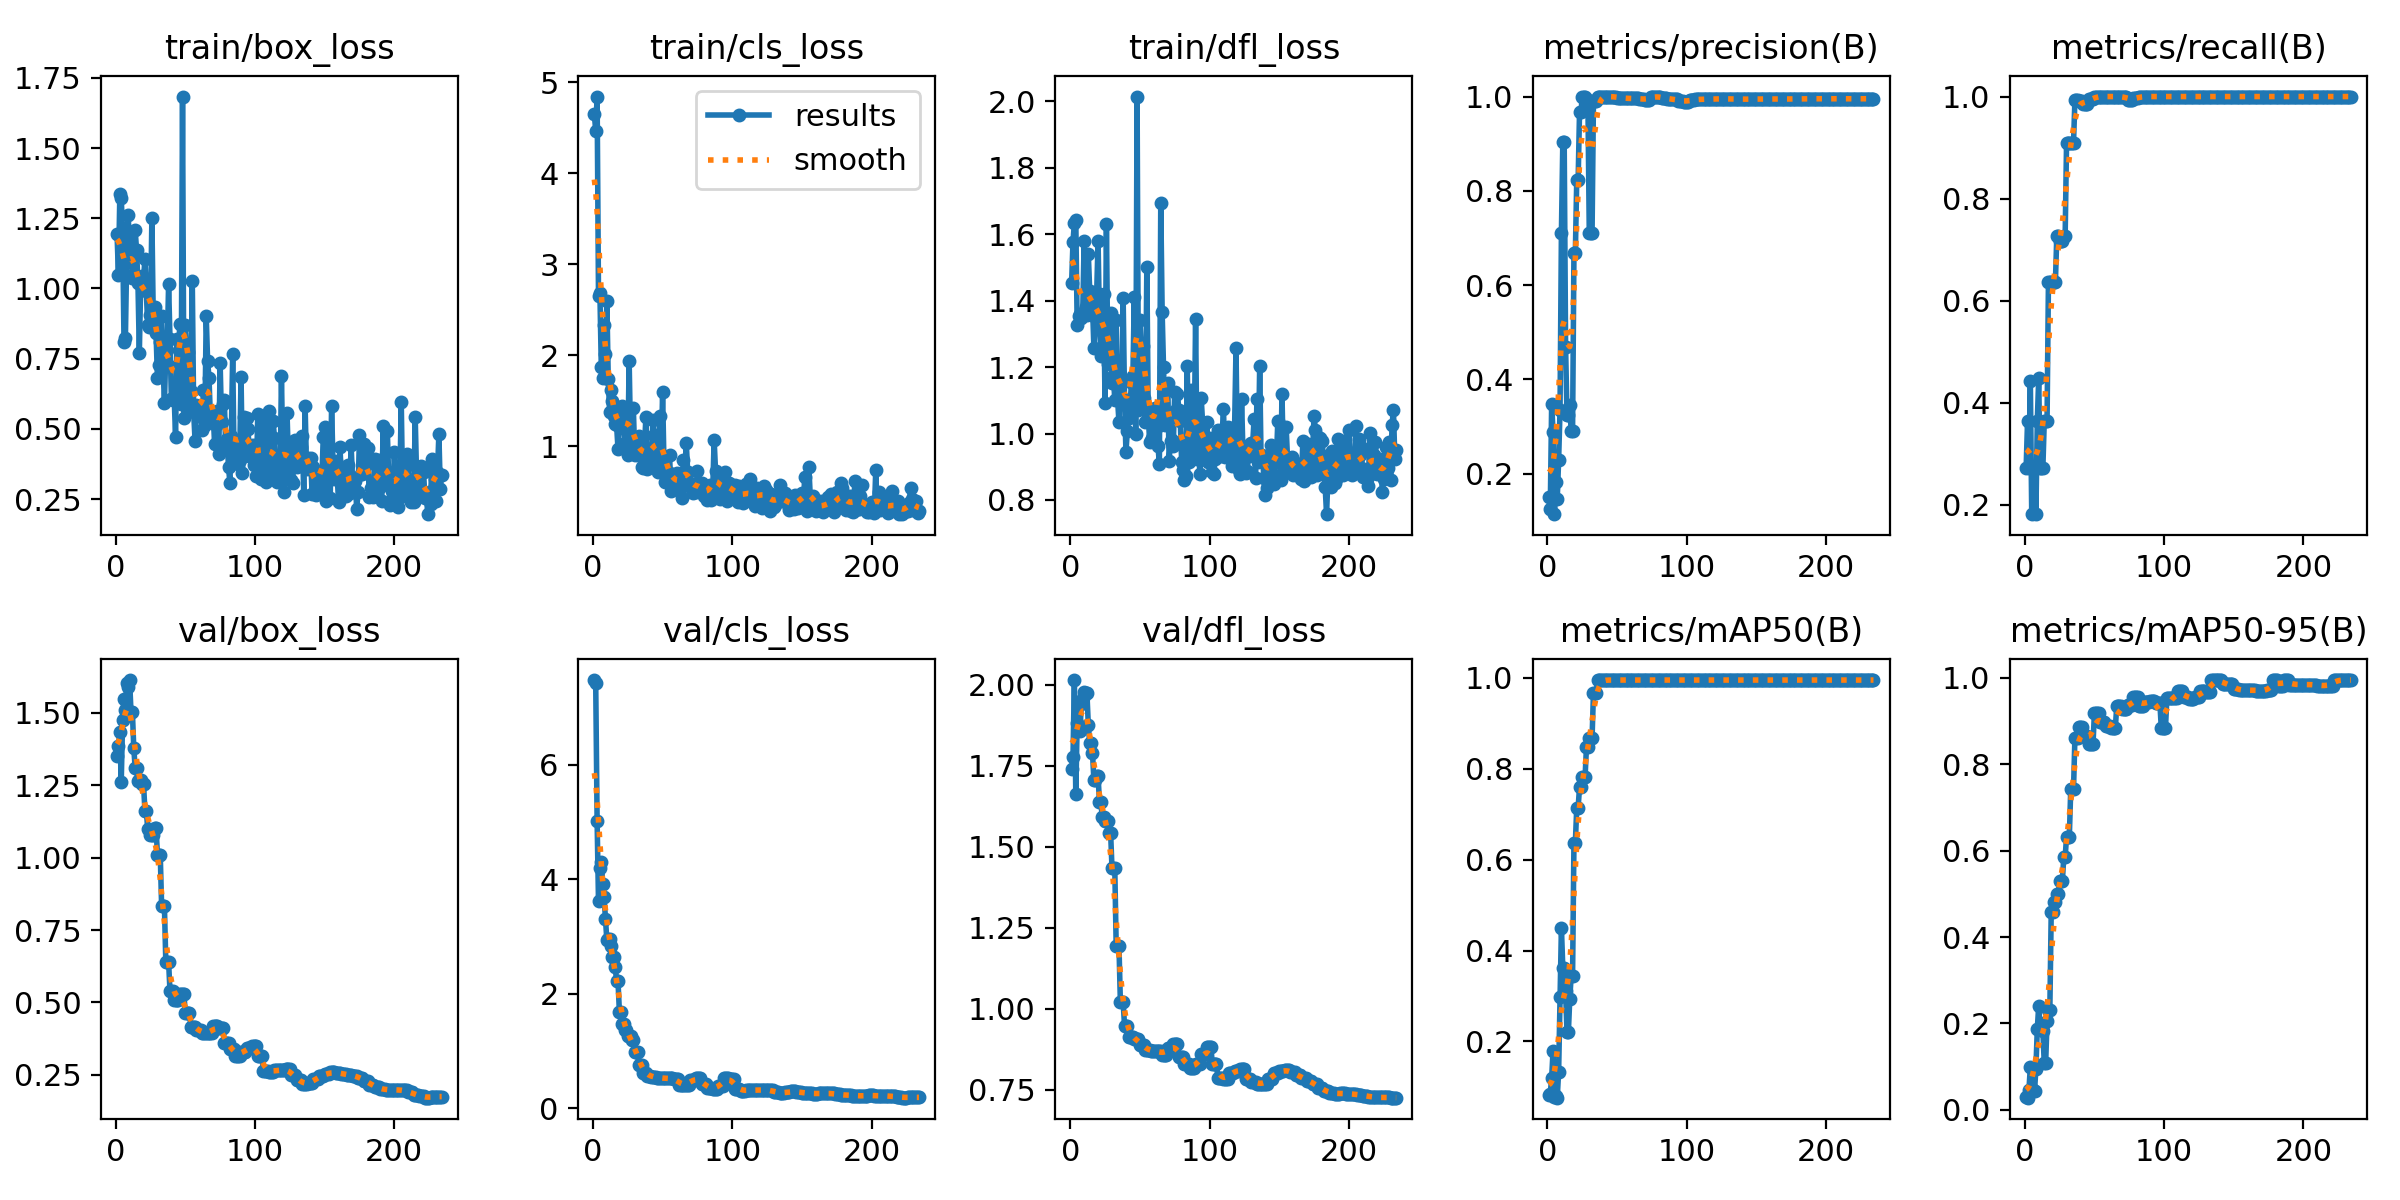 train/box_loss
1.75
1.50
1.25
1.00
0.75
0.50
0.25
0 100 200
train/cls_loss
5
4
3
2
1
results
smooth
0 100 200
train/dfl_loss
2.0
1.8
1.6
1.4
1.2
1.0
0.8
0 100 200
metrics/precision(B)
1.0
0.8
0.6
0.4
0.2
0 100 200
metrics/recall(B)
1.0
0.8
0.6
0.4
0.2
0 100 200
val/box_loss
1.50
1.25
1.00
0.75
0.50
0.25
0 100 200
val/cls_loss
6
4
2
0
0 100 200
val/dfl_loss
2.00
1.75
1.50
1.25
1.00
0.75
0 100 200
metrics/mAP50(B)
1.0
0.8
0.6
0.4
0.2
0 100 200
metrics/mAP50-95(B)
1.0
0.8
0.6
0.4
0.2
0.0
0 100 200